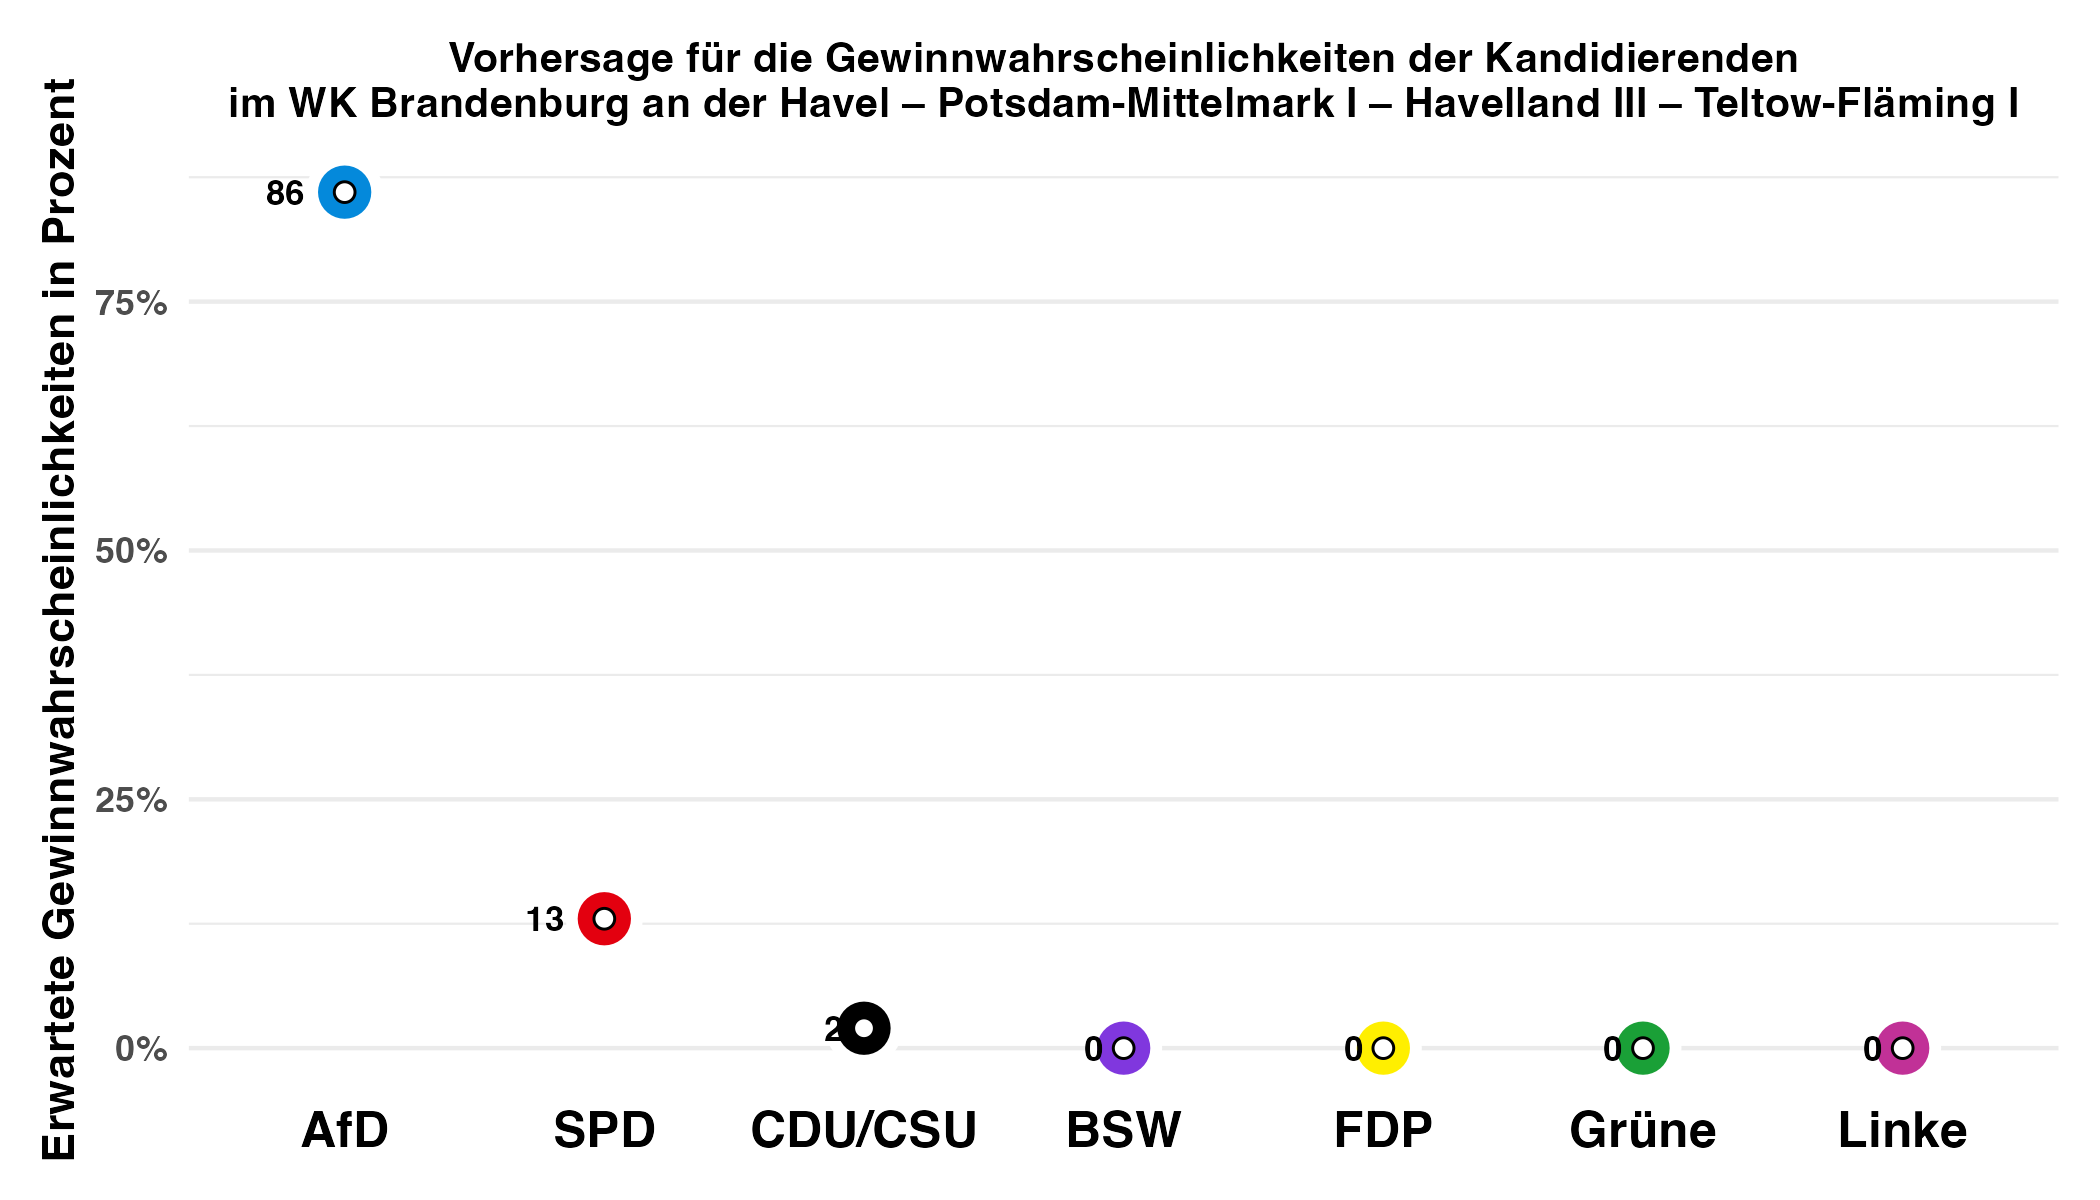 Vorhersage für die Gewinnwahrscheinlichkeiten der Kandidierenden
im WK Brandenburg an der Havel – Potsdam-Mittelmark I – Havelland III – Teltow-Fläming I
Erwartete Gewinnwahrscheinlichkeiten in Prozent
86
75%
50%
25%
13
2
0%
0
0
0
0
AfD
SPD
CDU/CSU
BSW
FDP
Grüne
Linke